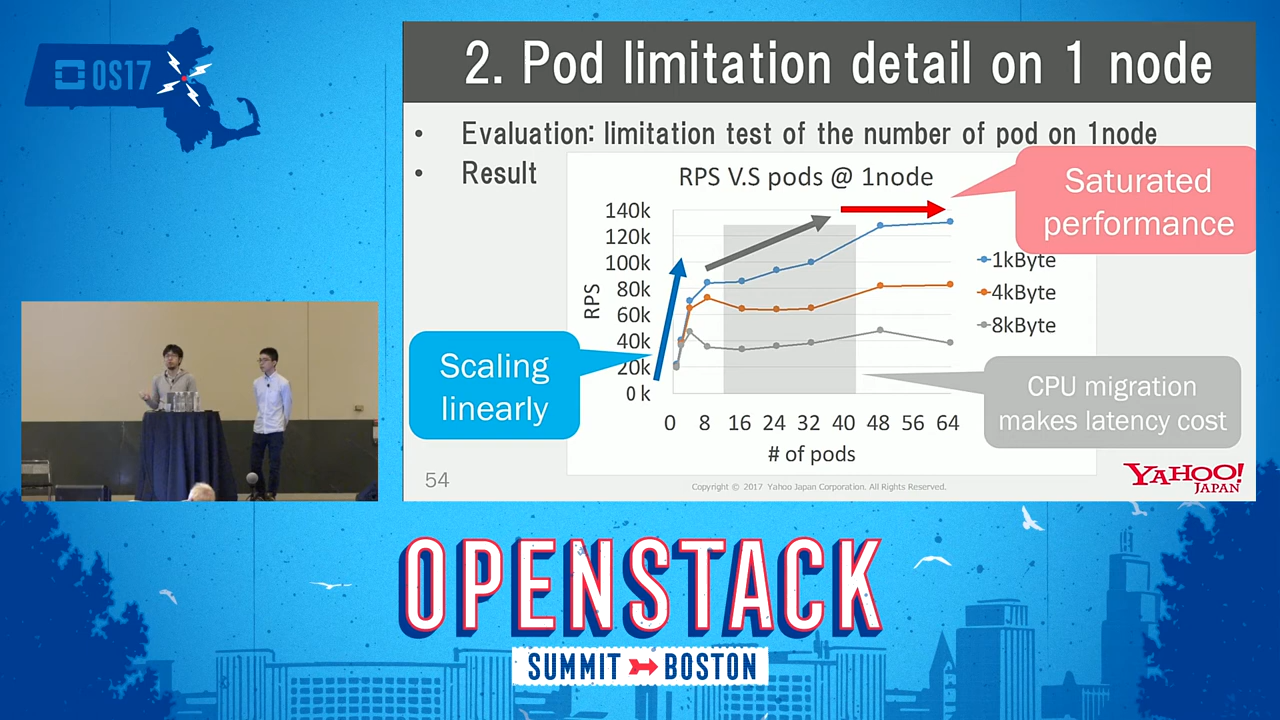 OS17
2. Pod limitation detail on 1 node
• Evaluation: limitation test of the number of pod on 1node
• Result
RPS V.S pods @ 1node
Saturated
performance
140k
120k
100k
80k
60k
40k
20k
0 k
RPS
1kByte
4kByte
8kByte
Scaling
linearly
CPU migration
makes latency cost
0 8 16 24 32 40 48 56 64
# of pods
54
Copyright © 2017 Yahoo Japan Corporation. All Rights Reserved.
YAHOO!
JAPAN
OPENSTACK
SUMMIT BOSTON